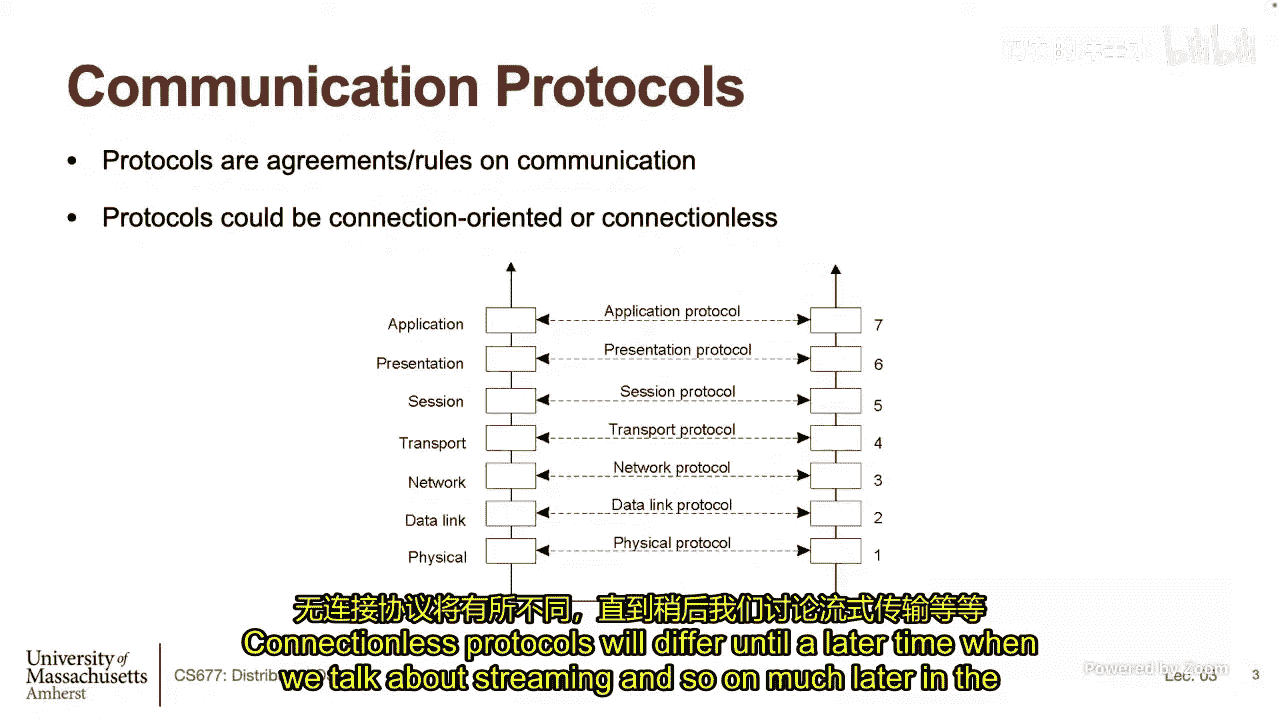 Communication Protocols
• Protocols are agreements/rules on communication
• Protocols could be connection-oriented or connectionless
Application Application protocol 7
Presentation Presentation protocol 6
Session Session protocol 5
Transport Transport protocol 4
Network Network protocol 3
Data link Data link protocol 2
Physical Physical protocol 1
无连接协议将有所不同，直到稍后我们讨论流式传输等等
Connectionless protocols will differ until a later time when
we talk about streaming and so on much later in the
University of
Massachusetts
Amherst
CS677:
Powered by Zoom
Lec. 03
3
bilibili